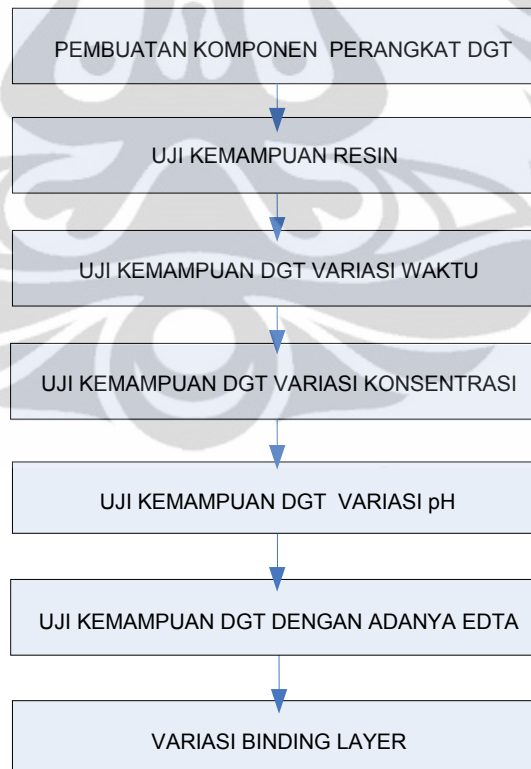 PEMBUATAN KOMPONEN PERANGKAT DGT
UJI KEMAMPUAN RESIN
UJI KEMAMPUAN DGT VARIASI WAKTU
UJI KEMAMPUAN DGT VARIASI KONSENTRASI
UJI KEMAMPUAN DGT VARIASI pH
UJI KEMAMPUAN DGT DENGAN ADANYA EDTA
VARIASI BINDING LAYER